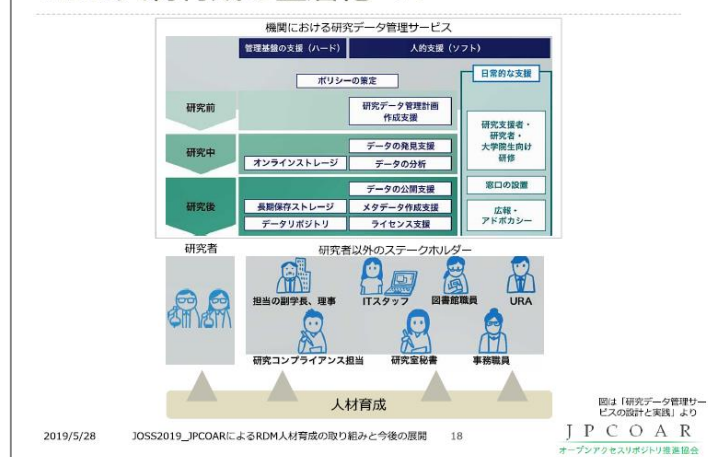 機関における研究データ管理サービス
管理基盤の支援（ハード）
人的支援（ソフト）
日常的な支援
ポリシーの策定
研究前
研究データ管理計画
作成支援
研究支援者・
研究者・
大学院生向け
研修
研究中
データの発見支援
オンラインストレージ
データの分析
窓口の設置
研究後
データの公開支援
長期保存ストレージ
メタデータ作成支援
広報・
アドボカシー
データリポジトリ
ライセンス支援
研究者
研究者以外のステークホルダー
担当の副学長、理事
ITスタッフ
図書館職員
URA
研究コンプライアンス担当
研究室秘書
事務職員
人材育成
図は「研究データ管理サー
ビスの設計と実践」より
2019/5/28
JOSS2019_JPCOARによるRDM人材育成の取り組みと今後の展開
18
JPCOAR
オープンアクセスリポジトリ推進協会